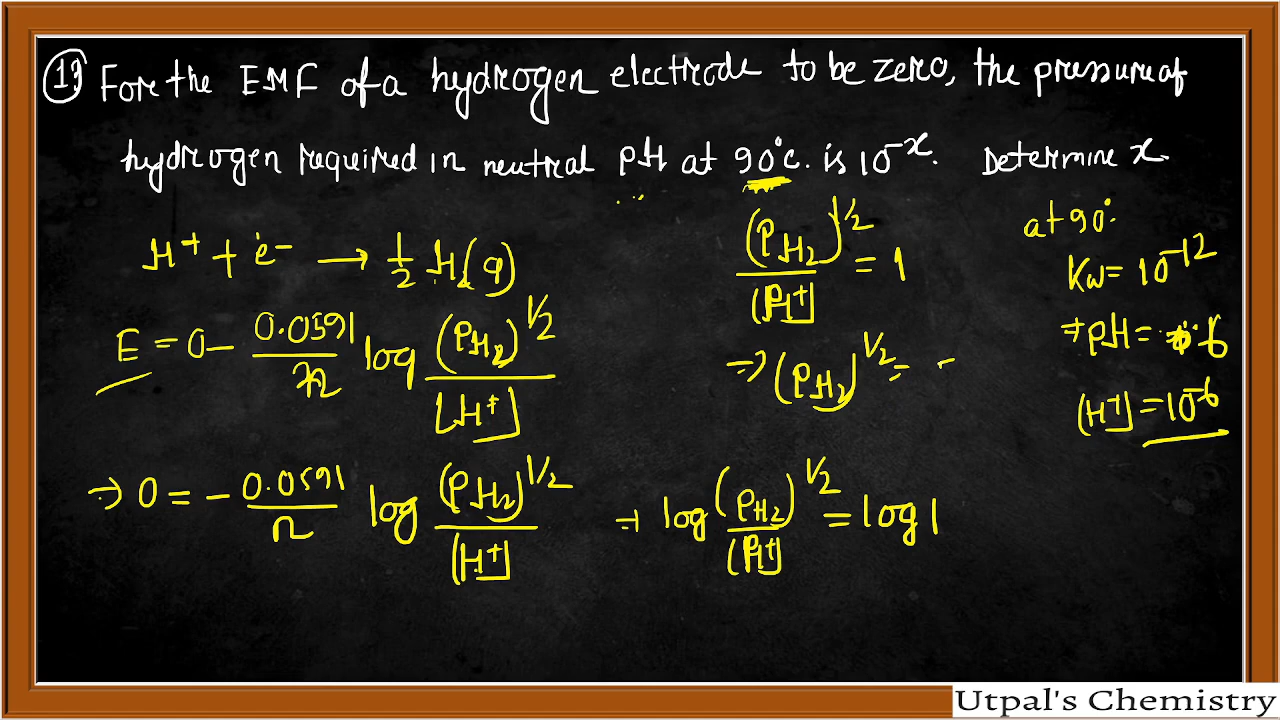 13 For the EMF of a hydrogen electrode to be zero, the pressure of
hydrogen required in neutral PH at 90°c. is 10^-x. Determine x.
H+ + e- → 1/2 H2(g)
E = 0 - 0.0591/n log (PH2)^1/2/[H+]
⇒ 0 = - 0.0591/n log (PH2)^1/2/[H+]
⇒ log (PH2)^1/2/[H+] = log 1
(PH2)^1/2/[H+] = 1
⇒ (PH2)^1/2 =
at 90°
Kw = 10^-12
⇒ pH = 6
[H+] = 10^-6
Utpal's Chemistry